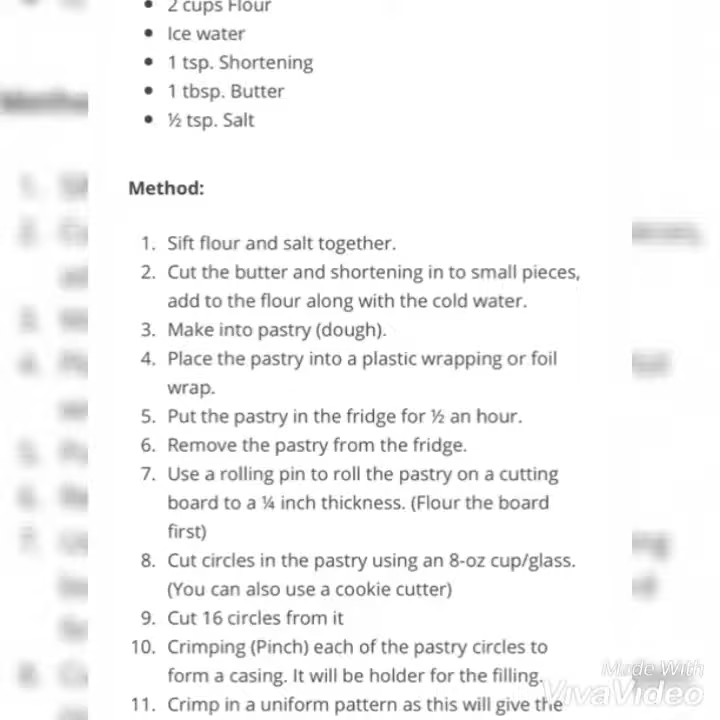 • 2 cups Flour
• Ice water
• 1 tsp. Shortening
• 1 tbsp. Butter
• ½ tsp. Salt
Method:
1. Sift flour and salt together.
2. Cut the butter and shortening in to small pieces,
add to the flour along with the cold water.
3. Make into pastry (dough).
4. Place the pastry into a plastic wrapping or foil
wrap.
5. Put the pastry in the fridge for ½ an hour.
6. Remove the pastry from the fridge.
7. Use a rolling pin to roll the pastry on a cutting
board to a ¼ inch thickness. (Flour the board
first)
8. Cut circles in the pastry using an 8-oz cup/glass.
(You can also use a cookie cutter)
9. Cut 16 circles from it
10. Crimping (Pinch) each of the pastry circles to
form a casing. It will be holder for the filling.
11. Crimp in a uniform pattern as this will give the
Made With
VivaVideo